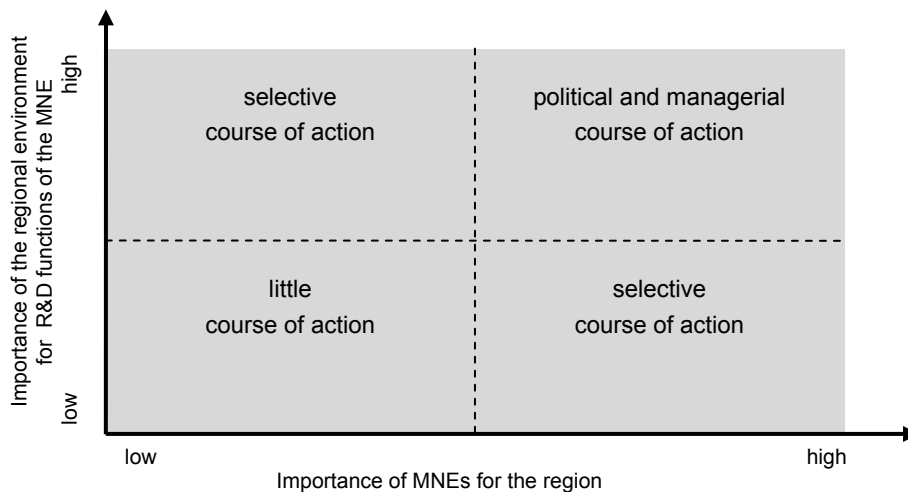 Importance of the regional environment
for R&D functions of the MNE
high
low
selective
course of action
political and managerial
course of action
little
course of action
selective
course of action
low
high
Importance of MNEs for the region